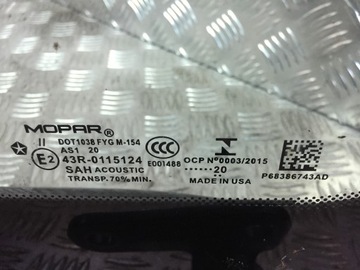 MOPAR®
II DOT1038 FYG M-154
AS1 20
E2 43R-0115124
SAH ACOUSTIC
TRANSP. 70% MIN.
CCC
E001488
OCP Nº0003/2015
······20
MADE IN USA
P68386743AD